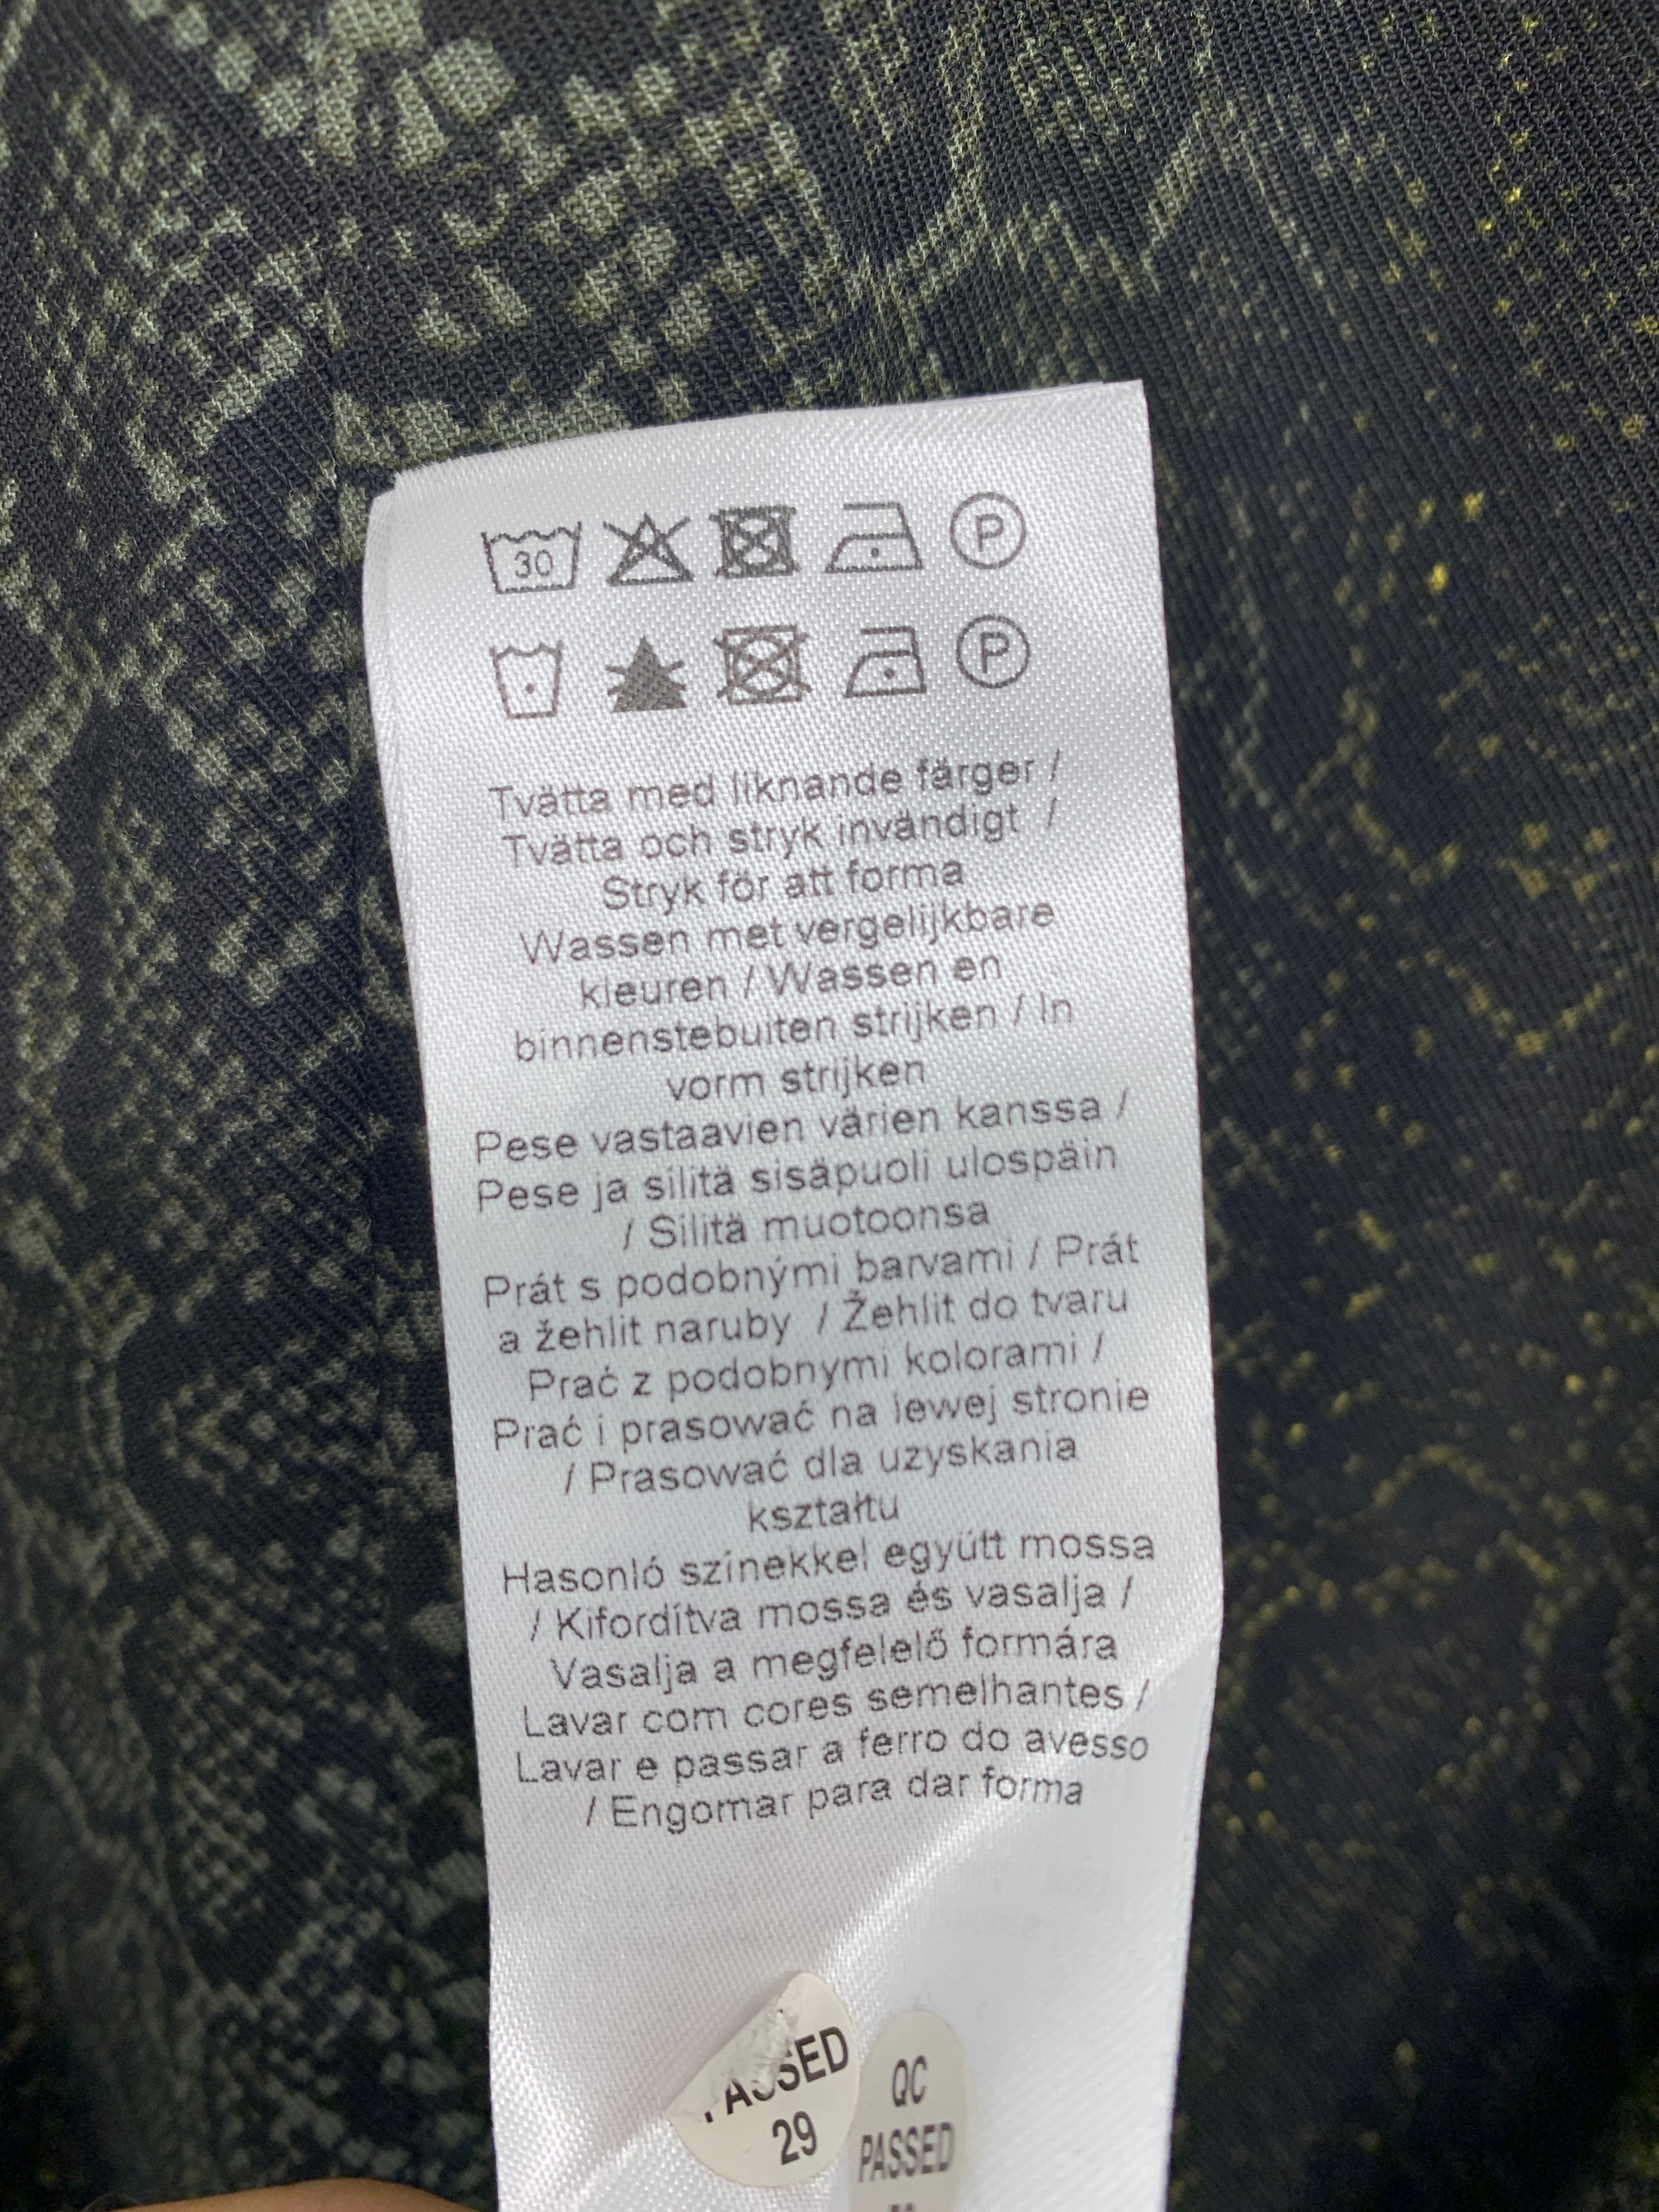 30 P
P
Tvätta med liknande färger /
Tvätta och stryk invändigt /
Stryk för att forma
Wassen met vergelijkbare
kleuren / Wassen en
binnenstebuiten strijken / In
vorm strijken
Pese vastaavien värien kanssa /
Pese ja silitä sisäpuoli ulospäin
/ Silitä muotoonsa
Prát s podobnými barvami / Prát
a žehlit naruby / Žehlit do tvaru
Prać z podobnymi kolorami /
Prać i prasować na lewej stronie
/ Prasować dla uzyskania
kształtu
Hasonló színekkel együtt mossa
/ Kifordítva mossa és vasalja /
Vasalja a megfelelő formára
Lavar com cores semelhantes /
Lavar e passar a ferro do avesso
/ Engomar para dar forma
PASSED
29
QC
PASSED